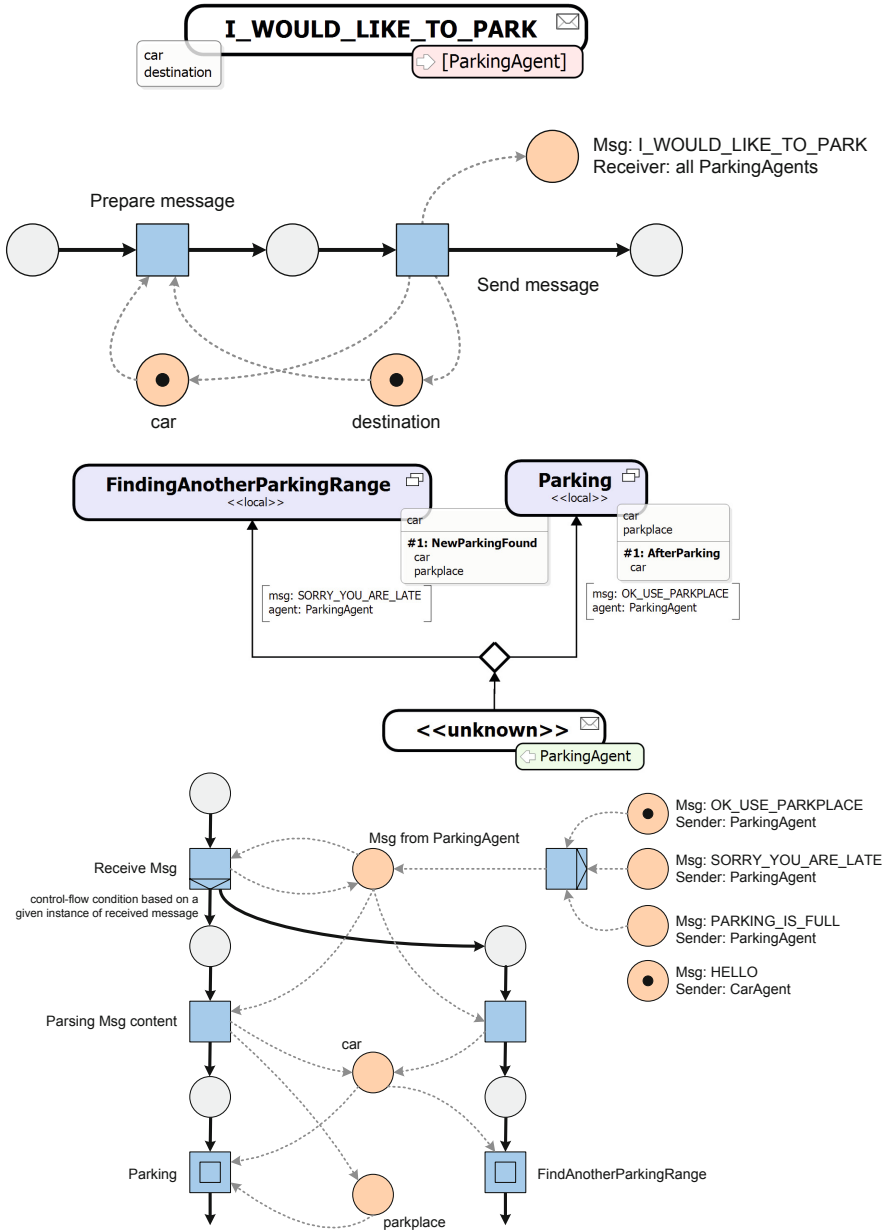 I_WOULD_LIKE_TO_PARK
car
destination
[ParkingAgent]
Msg: I_WOULD_LIKE_TO_PARK
Receiver: all ParkingAgents
Prepare message
Send message
car
destination
FindingAnotherParkingRange
<<local>>
Parking
<<local>>
car
#1: NewParkingFound
car
parkplace
car
parkplace
#1: AfterParking
car
msg: SORRY_YOU_ARE_LATE
agent: ParkingAgent
msg: OK_USE_PARKPLACE
agent: ParkingAgent
<<unknown>>
ParkingAgent
Msg: OK_USE_PARKPLACE
Sender: ParkingAgent
Msg from ParkingAgent
Receive Msg
Msg: SORRY_YOU_ARE_LATE
Sender: ParkingAgent
control-flow condition based on a
given instance of received message
Msg: PARKING_IS_FULL
Sender: ParkingAgent
Msg: HELLO
Sender: CarAgent
Parsing Msg content
car
Parking
FindAnotherParkingRange
parkplace